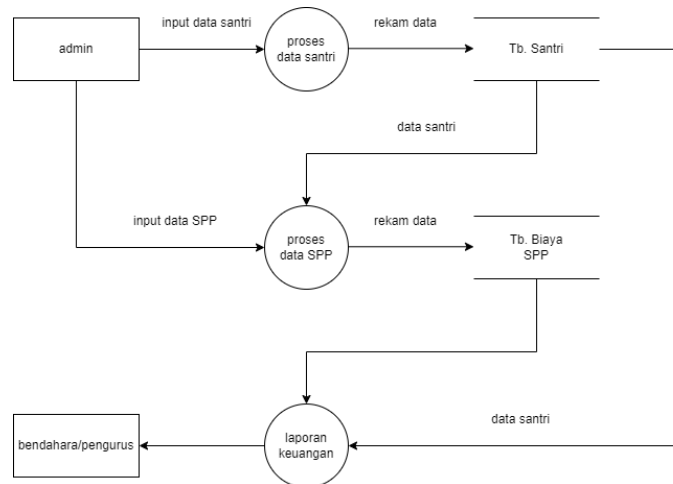 input data santri
rekam data
admin
proses
data santri
Tb. Santri
data santri
input data SPP
rekam data
proses
data SPP
Tb. Biaya
SPP
data santri
bendahara/pengurus
laporan
keuangan